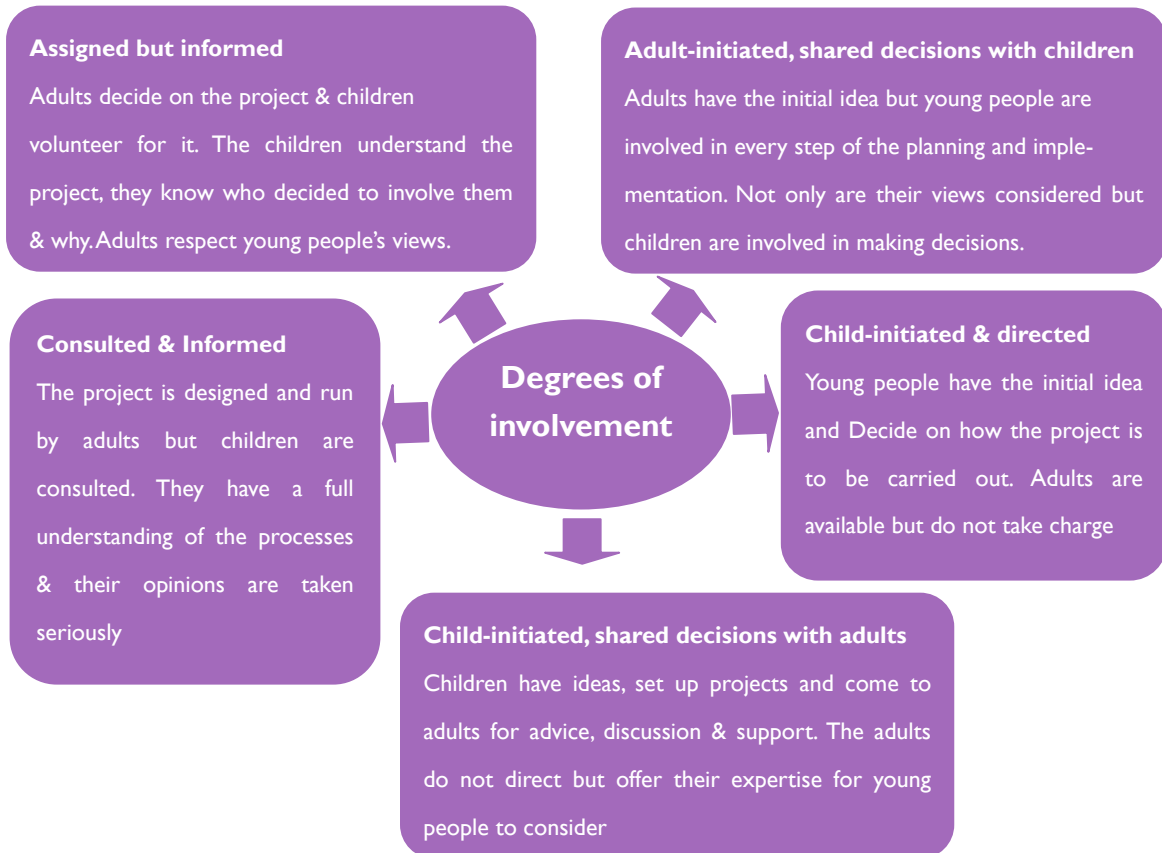 Assigned but informed
Adults decide on the project & children
volunteer for it. The children understand the
project, they know who decided to involve them
& why. Adults respect young people’s views.
Adult-initiated, shared decisions with children
Adults have the initial idea but young people are
involved in every step of the planning and imple-
mentation. Not only are their views considered but
children are involved in making decisions.
Consulted & Informed
The project is designed and run
by adults but children are
consulted. They have a full
understanding of the processes
& their opinions are taken
seriously
Degrees of
involvement
Child-initiated & directed
Young people have the initial idea
and Decide on how the project is
to be carried out. Adults are
available but do not take charge
Child-initiated, shared decisions with adults
Children have ideas, set up projects and come to
adults for advice, discussion & support. The adults
do not direct but offer their expertise for young
people to consider